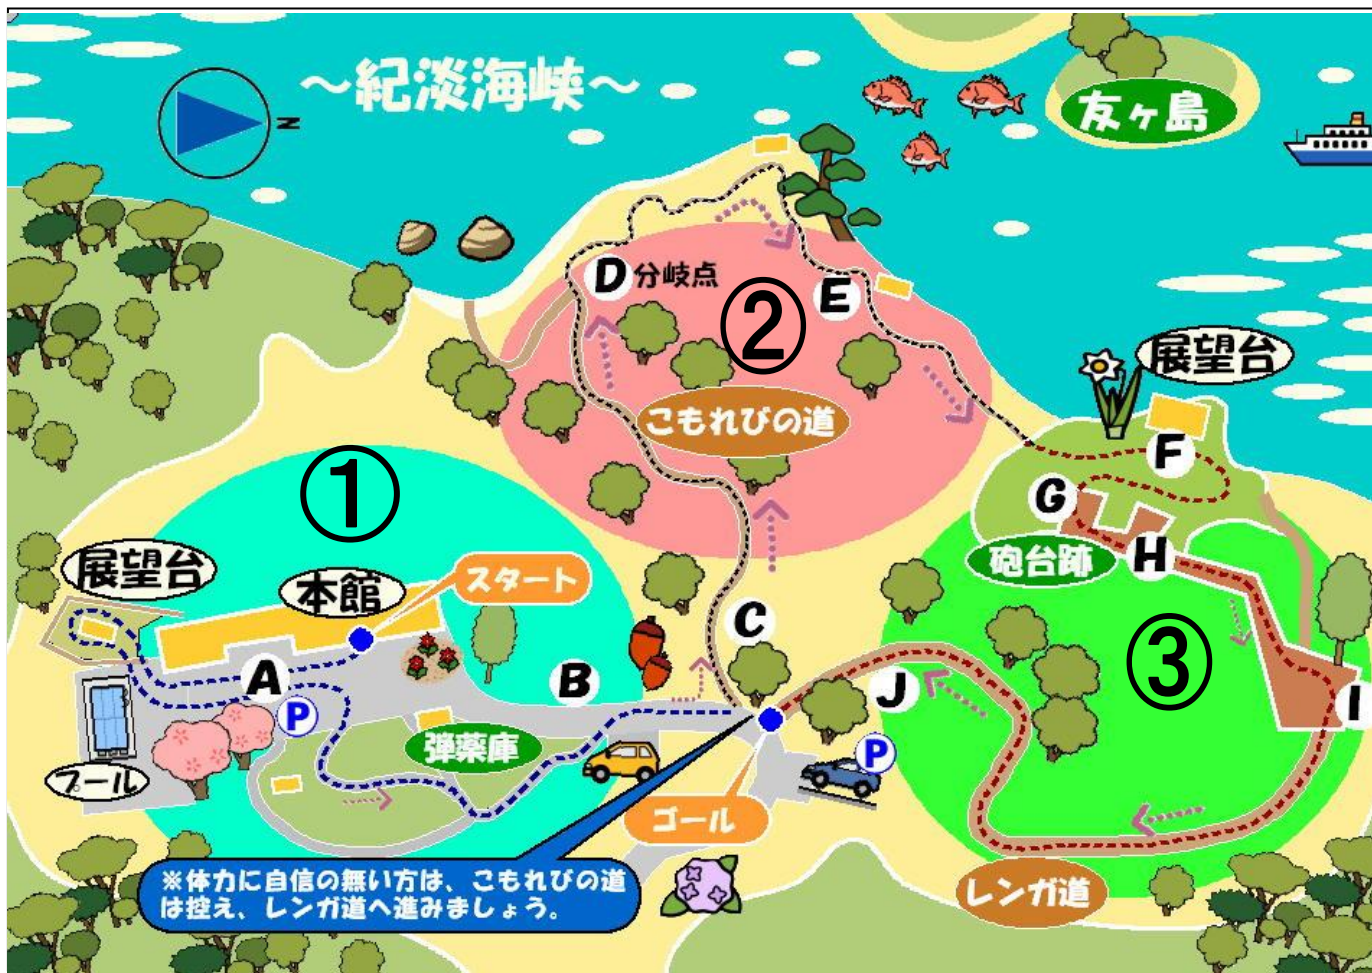 ～紀淡海峡～
N
友ヶ島
D 分岐点
②
E
展望台
こもれびの道
F
①
G
砲台跡
H
展望台
本館
スタート
C
③
A
P
B
J
I
弾薬庫
P
プール
ゴール
※体力に自信の無い方は、こもれびの道
は控え、レンガ道へ進みましょう。
レンガ道